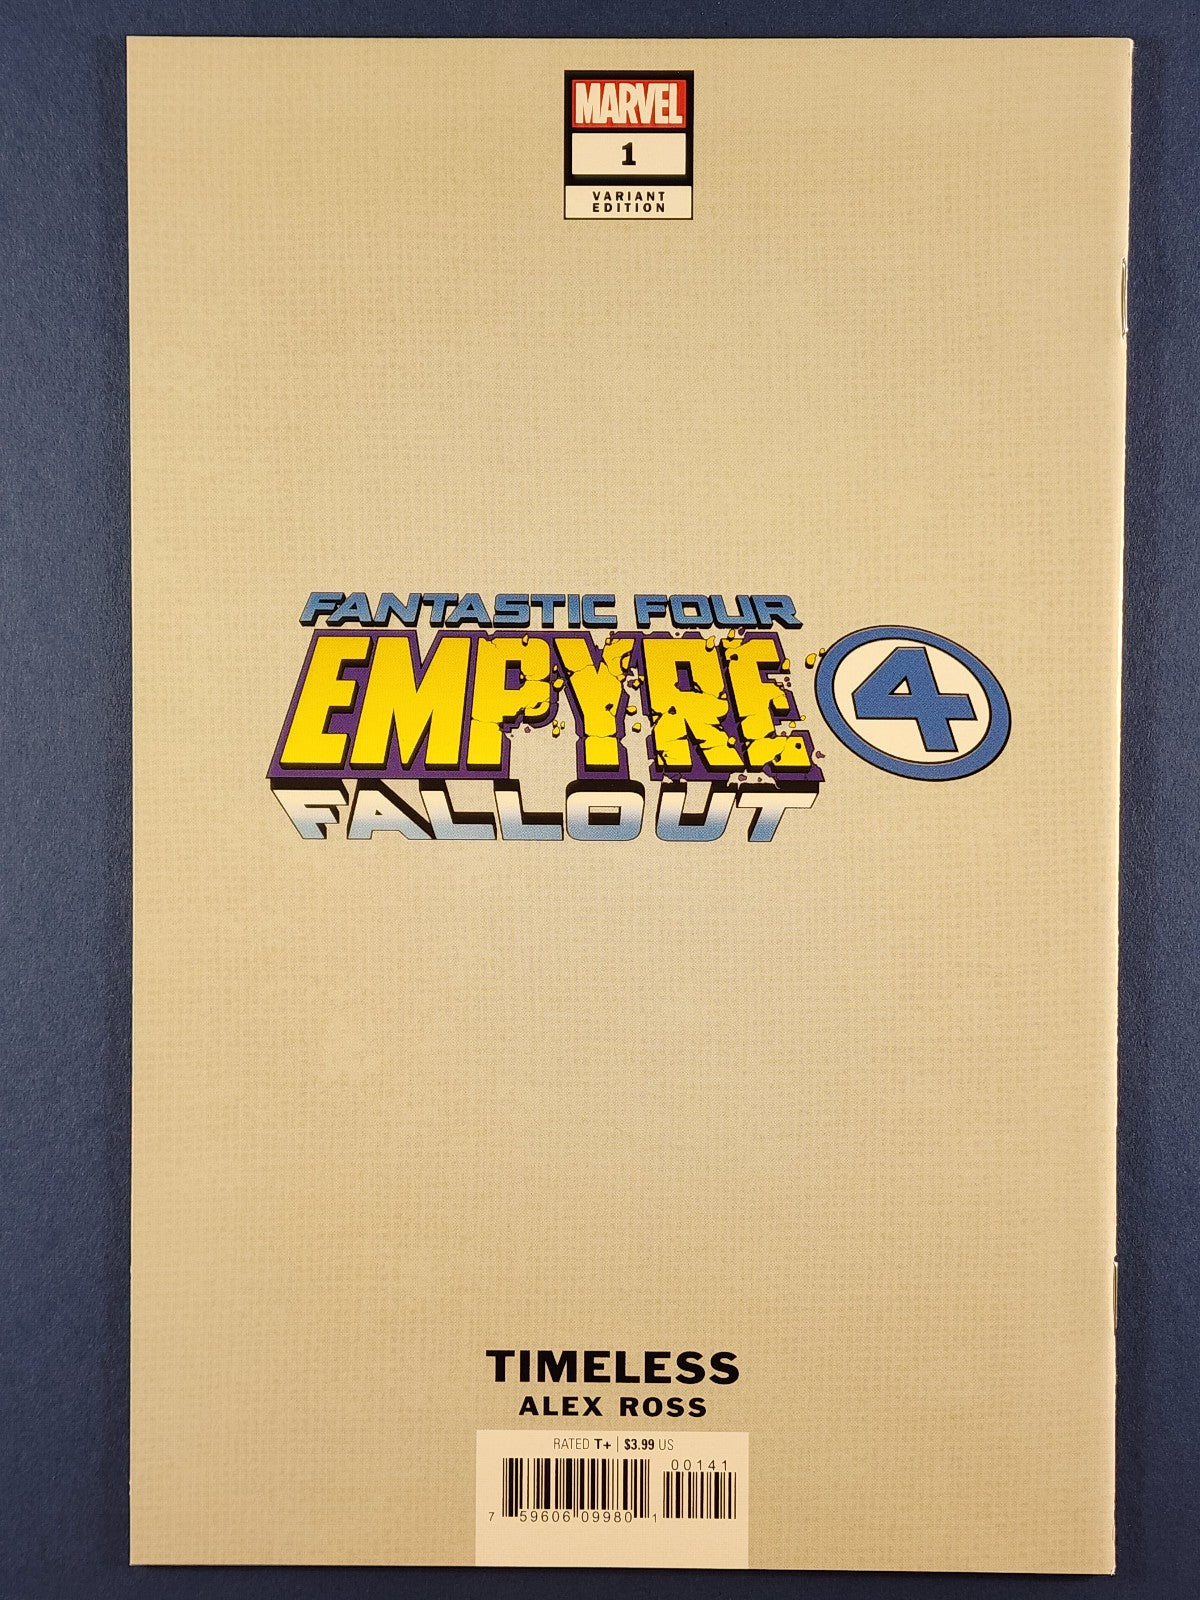 MARVEL
1
VARIANT
EDITION
FANTASTIC FOUR
EMPYRE
4
FALLOUT
TIMELESS
ALEX ROSS
RATED T+ | $3.99 US
00141
7 59606 09980 1